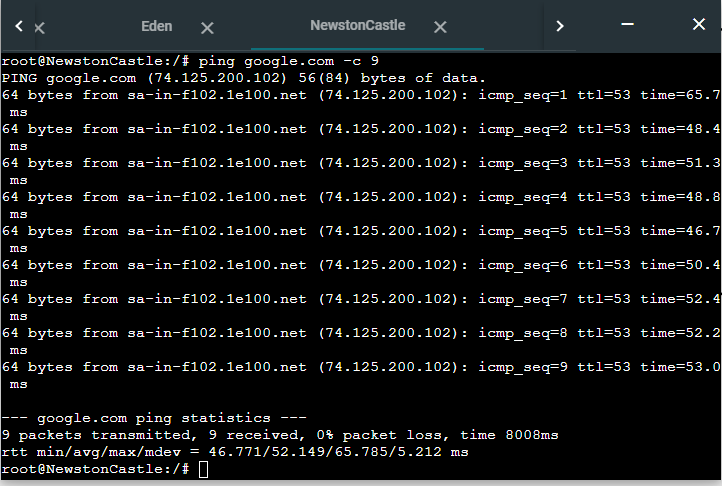 Eden NewstonCastle
root@NewstonCastle:/# ping google.com -c 9
PING google.com (74.125.200.102) 56(84) bytes of data.
64 bytes from sa-in-f102.1e100.net (74.125.200.102): icmp_seq=1 ttl=53 time=65.7
ms
64 bytes from sa-in-f102.1e100.net (74.125.200.102): icmp_seq=2 ttl=53 time=48.4
ms
64 bytes from sa-in-f102.1e100.net (74.125.200.102): icmp_seq=3 ttl=53 time=51.3
ms
64 bytes from sa-in-f102.1e100.net (74.125.200.102): icmp_seq=4 ttl=53 time=48.8
ms
64 bytes from sa-in-f102.1e100.net (74.125.200.102): icmp_seq=5 ttl=53 time=46.7
ms
64 bytes from sa-in-f102.1e100.net (74.125.200.102): icmp_seq=6 ttl=53 time=50.4
ms
64 bytes from sa-in-f102.1e100.net (74.125.200.102): icmp_seq=7 ttl=53 time=52.4
ms
64 bytes from sa-in-f102.1e100.net (74.125.200.102): icmp_seq=8 ttl=53 time=52.2
ms
64 bytes from sa-in-f102.1e100.net (74.125.200.102): icmp_seq=9 ttl=53 time=53.0
ms
--- google.com ping statistics ---
9 packets transmitted, 9 received, 0% packet loss, time 8008ms
rtt min/avg/max/mdev = 46.771/52.149/65.785/5.212 ms
root@NewstonCastle:/#